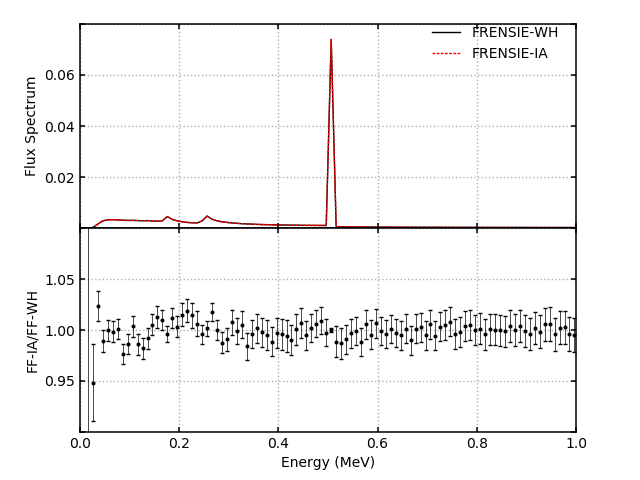 FRENSIE-WH
FRENSIE-IA
0.06
0.04
0.02
Flux Spectrum
1.05
1.00
0.95
FF-IA/FF-WH
0.0 0.2 0.4 0.6 0.8 1.0
Energy (MeV)